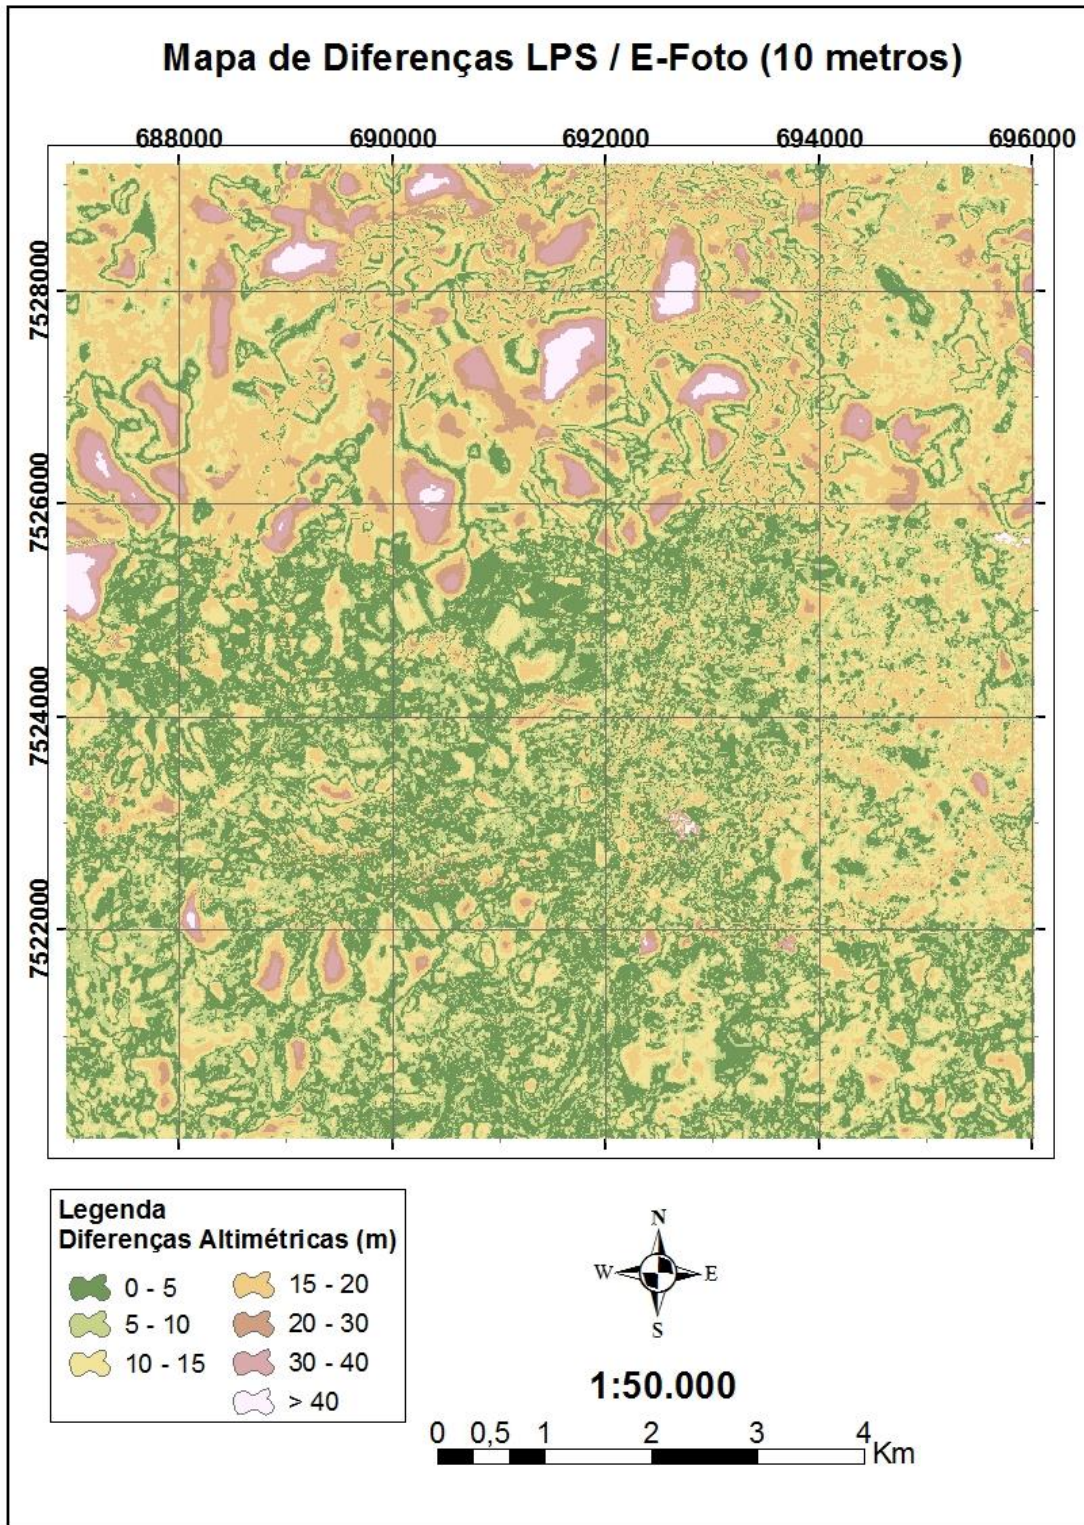 Mapa de Diferenças LPS / E-Foto (10 metros)
688000 690000 692000 694000 696000
7528000
7526000
7524000
7522000
Legenda
Diferenças Altimétricas (m)
0 - 5 15 - 20
5 - 10 20 - 30
10 - 15 30 - 40
> 40
N
W E
S
1:50.000
0 0,5 1 2 3 4
Km